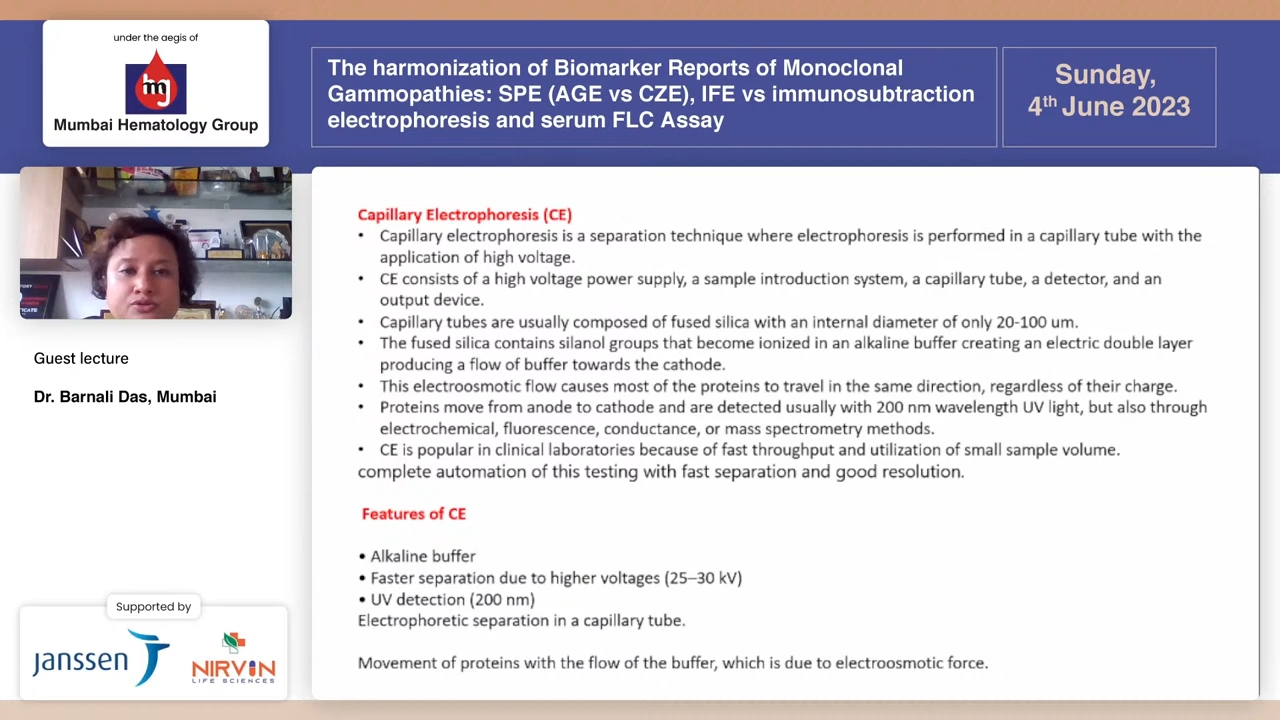 under the aegis of
hg
Mumbai Hematology Group
The harmonization of Biomarker Reports of Monoclonal
Gammopathies: SPE (AGE vs CZE), IFE vs immunosubtraction
electrophoresis and serum FLC Assay
Sunday,
4th June 2023
Guest lecture
Dr. Barnali Das, Mumbai
Supported by
janssen
NIRVIN
LIFE SCIENCES
Capillary Electrophoresis (CE)
• Capillary electrophoresis is a separation technique where electrophoresis is performed in a capillary tube with the
application of high voltage.
• CE consists of a high voltage power supply, a sample introduction system, a capillary tube, a detector, and an
output device.
• Capillary tubes are usually composed of fused silica with an internal diameter of only 20-100 um.
• The fused silica contains silanol groups that become ionized in an alkaline buffer creating an electric double layer
producing a flow of buffer towards the cathode.
• This electroosmotic flow causes most of the proteins to travel in the same direction, regardless of their charge.
• Proteins move from anode to cathode and are detected usually with 200 nm wavelength UV light, but also through
electrochemical, fluorescence, conductance, or mass spectrometry methods.
• CE is popular in clinical laboratories because of fast throughput and utilization of small sample volume.
complete automation of this testing with fast separation and good resolution.
Features of CE
• Alkaline buffer
• Faster separation due to higher voltages (25–30 kV)
• UV detection (200 nm)
Electrophoretic separation in a capillary tube.
Movement of proteins with the flow of the buffer, which is due to electroosmotic force.